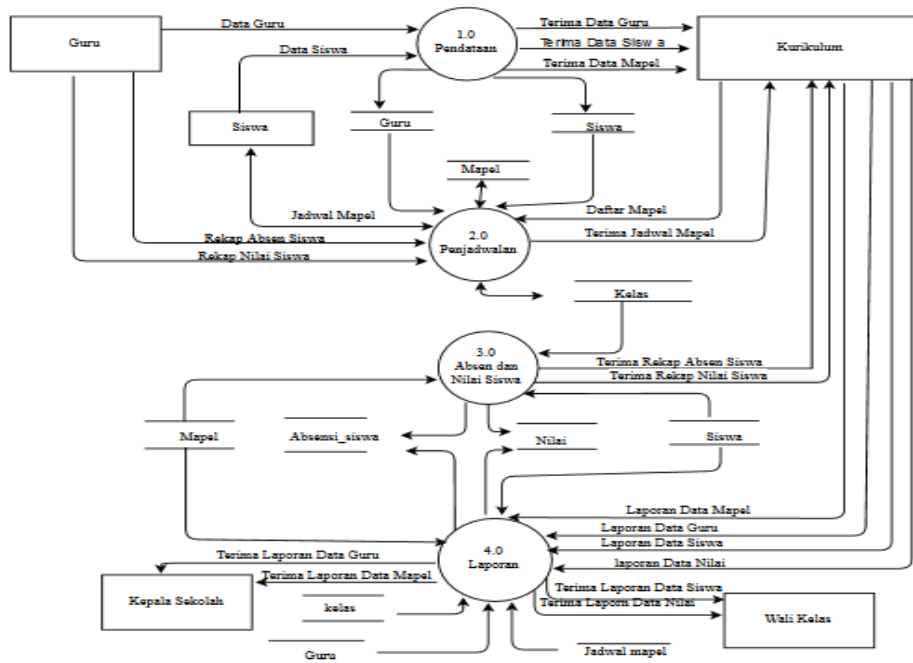 Data Guru
Terima Data Guru
Guru
1.0
Pendataan
Terima Data Siswa
Kurikulum
Data Siswa
Terima Data Mapel
Siswa
Guru
Siswa
Mapel
Jadwal Mapel
Daftar Mapel
2.0
Penjadwalan
Terima Jadwal Mapel
Rekap Absen Siswa
Rekap Nilai Siswa
Kelas
3.0
Absen dan
Nilai Siswa
Terima Rekap Absen Siswa
Terima Rekap Nilai Siswa
Mapel
Absensi_siswa
Nilai
Siswa
Laporan Data Mapel
Laporan Data Guru
Laporan Data Siswa
laporan Data Nilai
4.0
Laporan
Terima Laporan Data Guru
Terima Laporan Data Mapel
Kepala Sekolah
Terima Laporan Data Siswa
Terima Laporn Data Nilai
Wali Kelas
kelas
Guru
Jadwal mapel